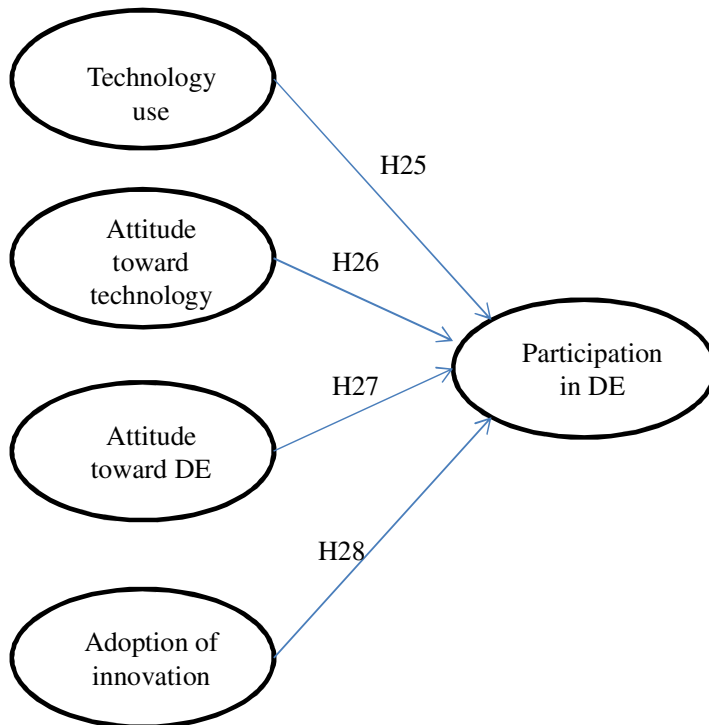 Technology
use
H25
Attitude
toward
technology
H26
Participation
in DE
H27
Attitude
toward DE
H28
Adoption of
innovation